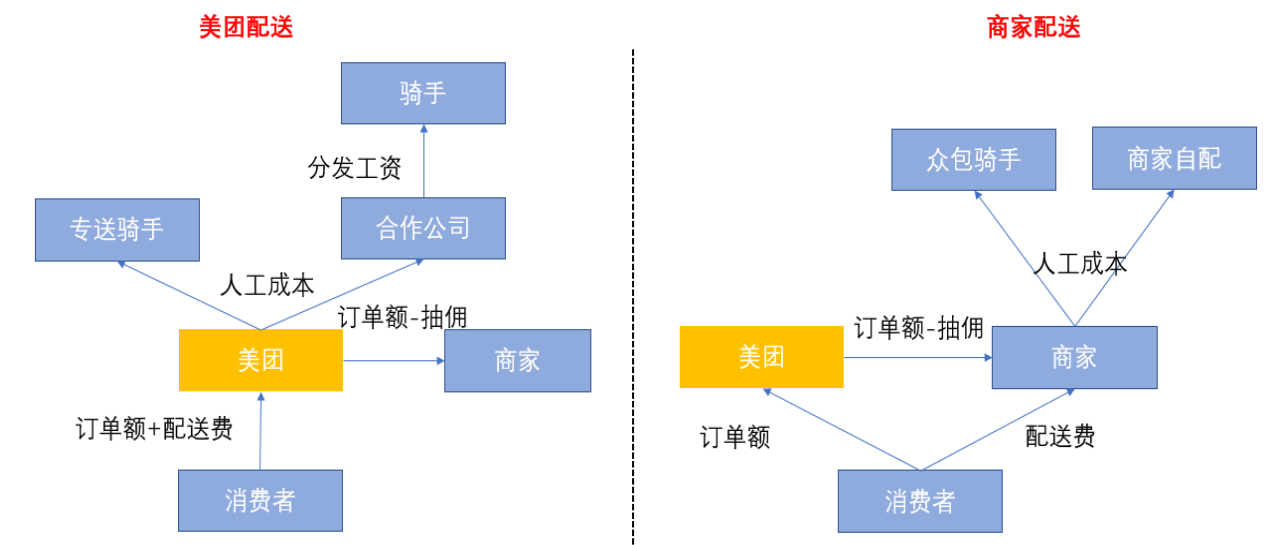 美团配送
骑手
分发工资
专送骑手
合作公司
人工成本
订单额-抽佣
美团
商家
订单额+配送费
消费者
商家配送
众包骑手
商家自配
人工成本
订单额-抽佣
美团
商家
订单额
配送费
消费者